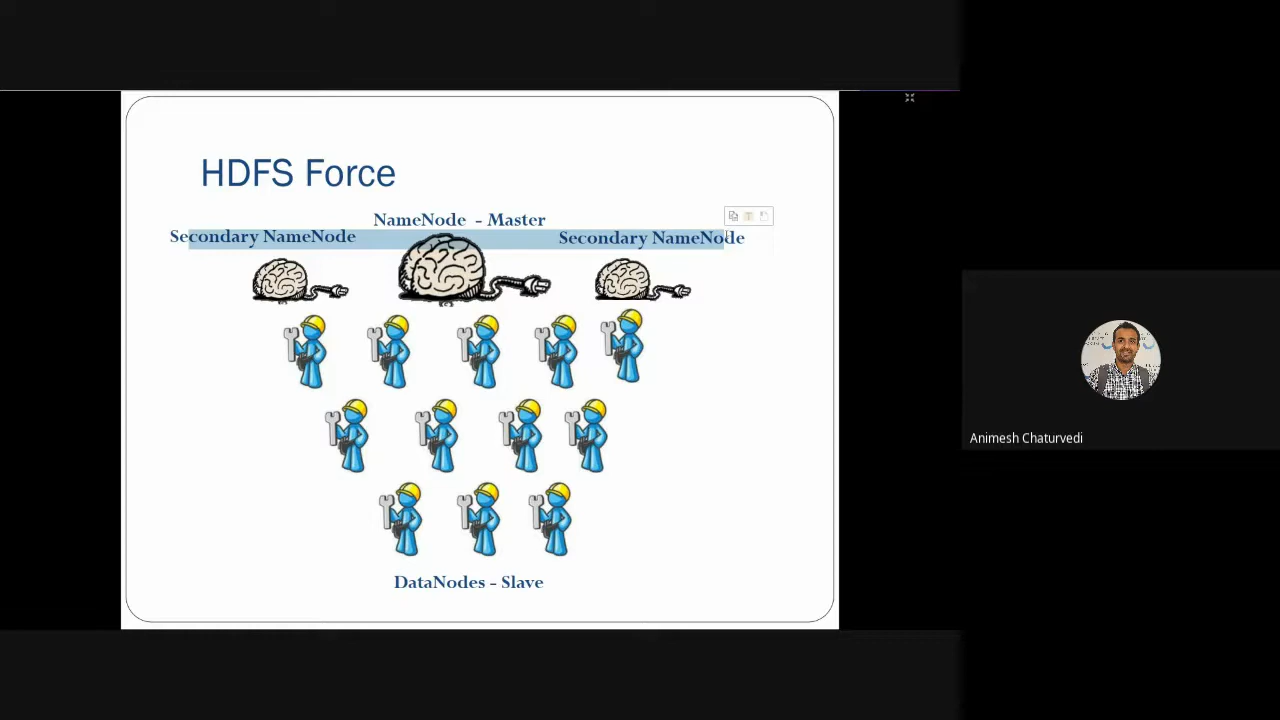 HDFS Force
NameNode - Master
Secondary NameNode
Secondary NameNode
DataNodes - Slave
Animesh Chaturvedi